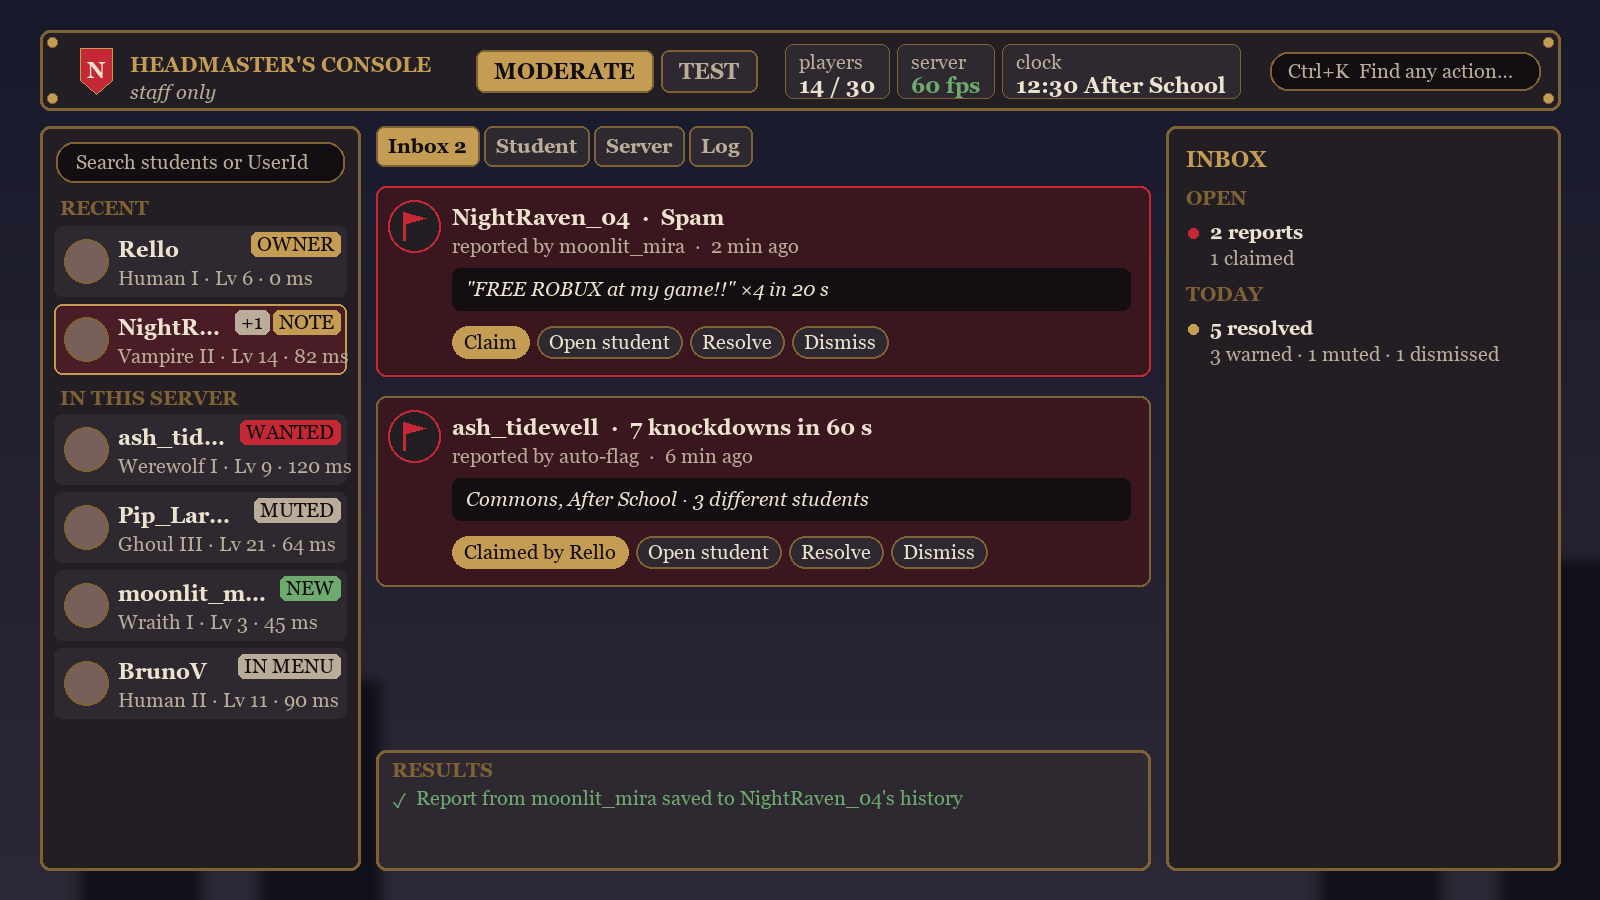 N
HEADMASTER'S CONSOLE
staff only
MODERATE
TEST
players
14 / 30
server
60 fps
clock
12:30 After School
Ctrl+K Find any action...
Search students or UserId
RECENT
Rello
OWNER
Human I · Lv 6 · 0 ms
NightR...
+1
NOTE
Vampire II · Lv 14 · 82 ms
IN THIS SERVER
ash_tid...
WANTED
Werewolf I · Lv 9 · 120 ms
Pip_Lar...
MUTED
Ghoul III · Lv 21 · 64 ms
moonlit_m...
NEW
Wraith I · Lv 3 · 45 ms
BrunoV
IN MENU
Human II · Lv 11 · 90 ms
Inbox 2
Student
Server
Log
NightRaven_04 · Spam
reported by moonlit_mira · 2 min ago
"FREE ROBUX at my game!!" ×4 in 20 s
Claim
Open student
Resolve
Dismiss
ash_tidewell · 7 knockdowns in 60 s
reported by auto-flag · 6 min ago
Commons, After School · 3 different students
Claimed by Rello
Open student
Resolve
Dismiss
RESULTS
✓ Report from moonlit_mira saved to NightRaven_04's history
INBOX
OPEN
2 reports
1 claimed
TODAY
5 resolved
3 warned · 1 muted · 1 dismissed